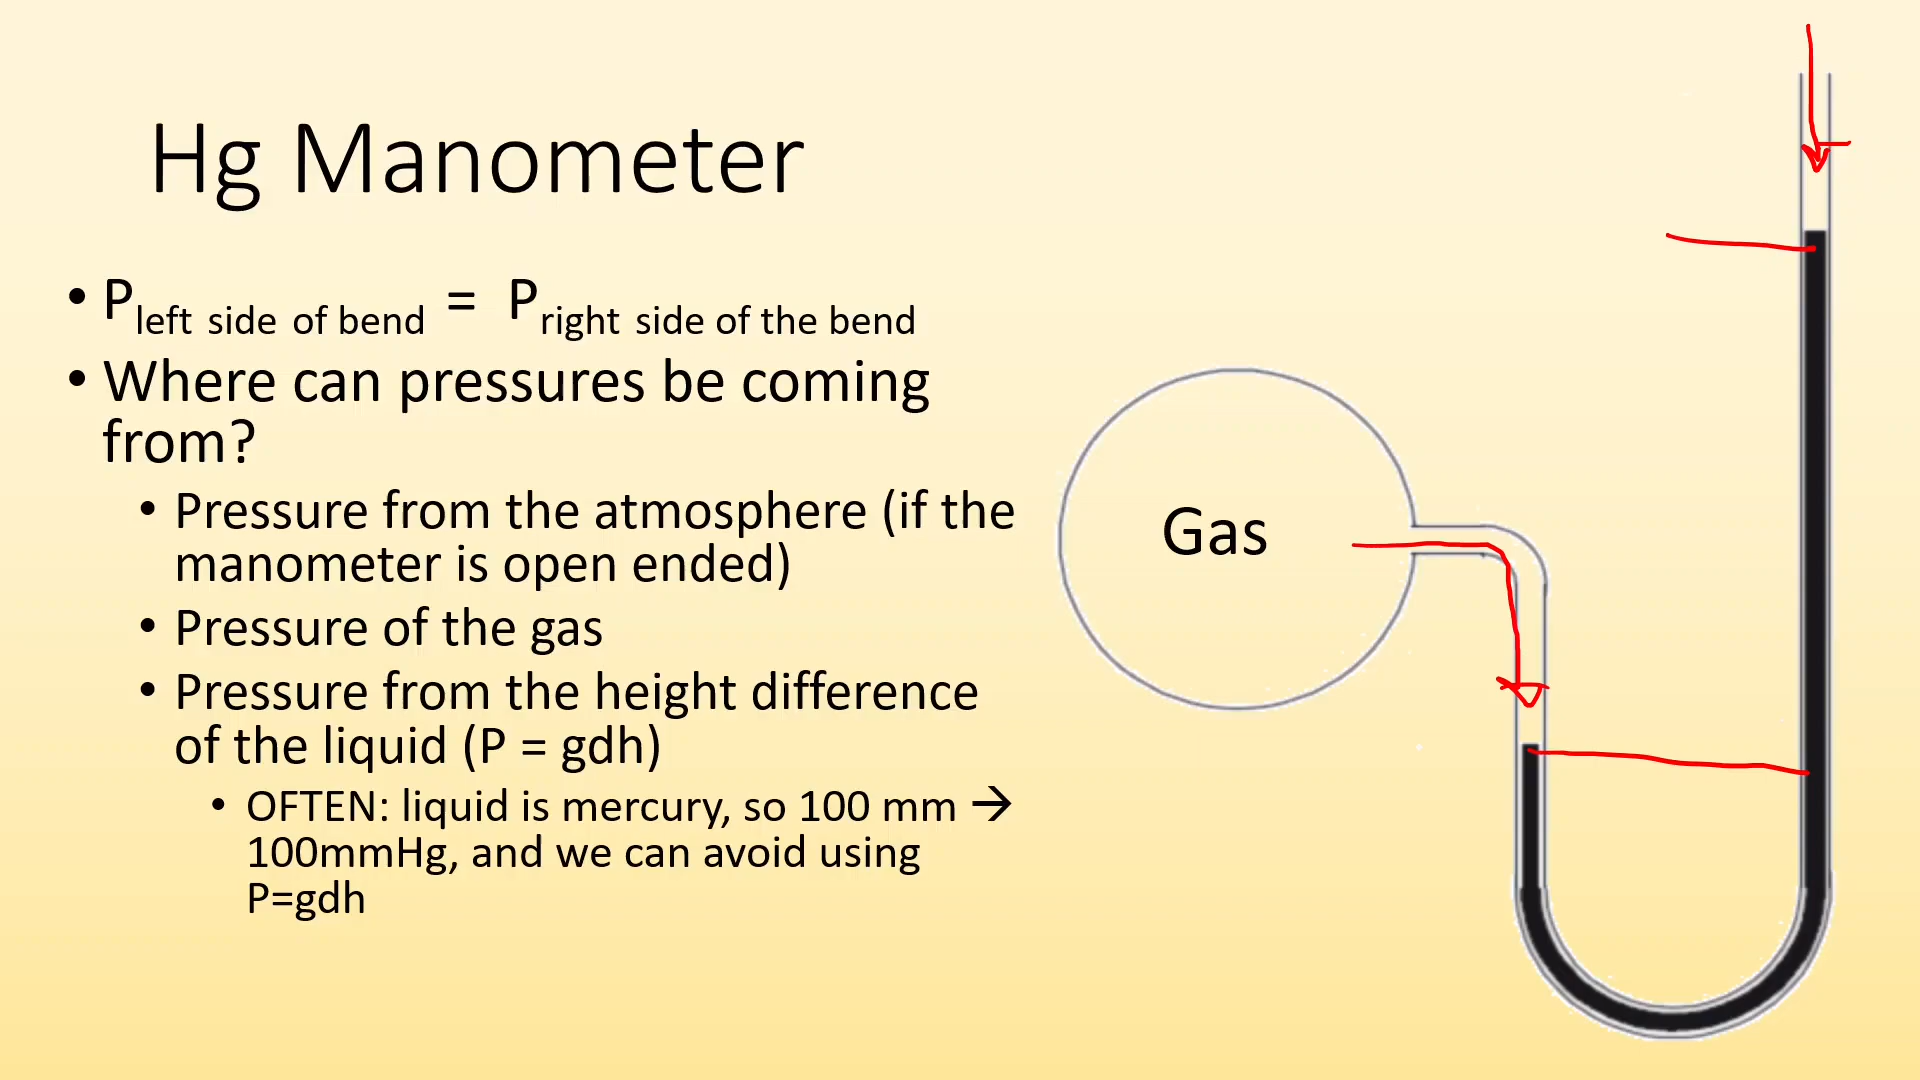 Hg Manometer
• Pleft side of bend = Pright side of the bend
• Where can pressures be coming
from?
• Pressure from the atmosphere (if the
manometer is open ended)
• Pressure of the gas
• Pressure from the height difference
of the liquid (P = gdh)
• OFTEN: liquid is mercury, so 100 mm →
100mmHg, and we can avoid using
P=gdh
Gas